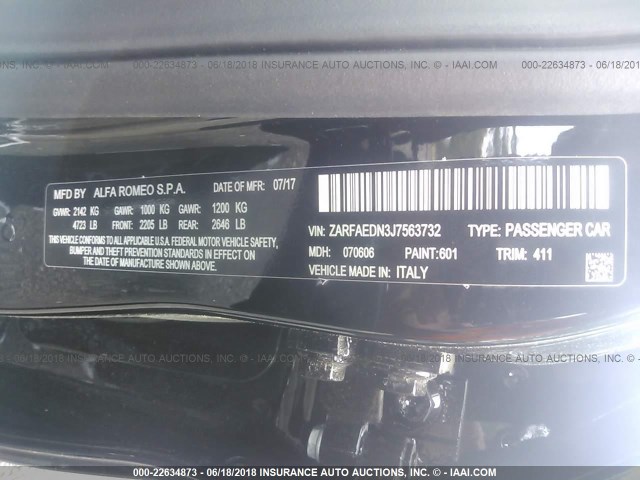 000-22634873 - 06/18/2018 INSURANCE AUTO AUCTIONS, INC. - © - IAAI.COM
MFD BY ALFA ROMEO S.P.A. DATE OF MFR: 07/17
GVWR: 2142 KG GAWR: 1000 KG GAWR: 1200 KG
4723 LB FRONT: 2205 LB REAR: 2646 LB
THIS VEHICLE CONFORMS TO ALL APPLICABLE
U.S.A. FEDERAL MOTOR VEHICLE SAFETY,
BUMPER AND THEFT PREVENTION STANDARDS IN EFFECT ON
THE DATE OF MANUFACTURE SHOWN ABOVE.
VIN: ZARFAEDN3J7563732 TYPE: PASSENGER CAR
MDH: 070606 PAINT:601 TRIM: 411
VEHICLE MADE IN: ITALY
000-22634873 - 06/18/2018 INSURANCE AUTO AUCTIONS, INC. - © - IAAI.COM
000-22634873 - 06/18/2018 INSURANCE AUTO AUCTIONS, INC. - © - IAAI.COM